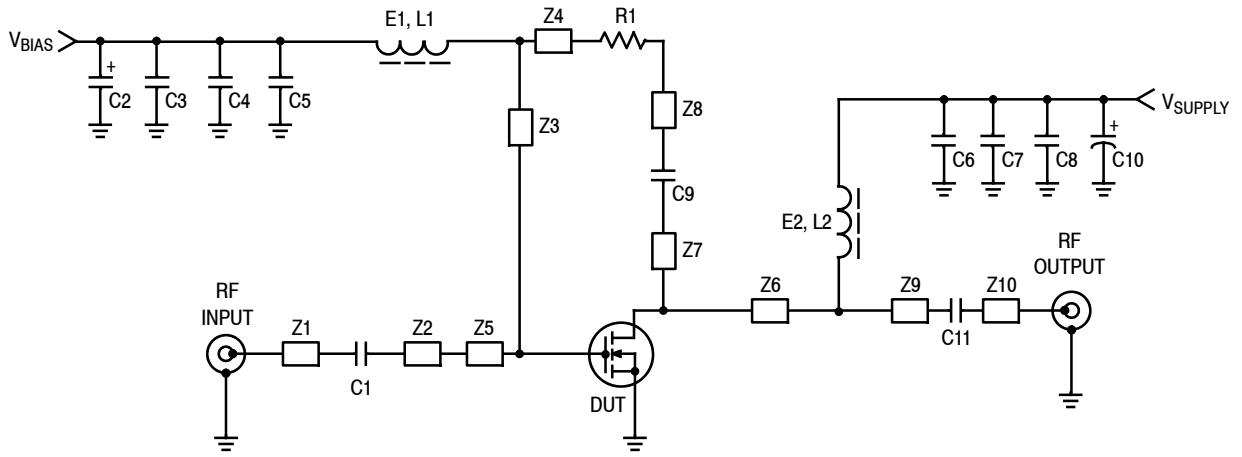 E1, L1
Z4
R1
VBIAS
+
C2
C3
C4
C5
Z3
Z8
C9
Z7
VSUPPLY
+
C6
C7
C8
C10
E2, L2
RF
OUTPUT
RF
INPUT
Z1
C1
Z2
Z5
DUT
Z6
Z9
C11
Z10